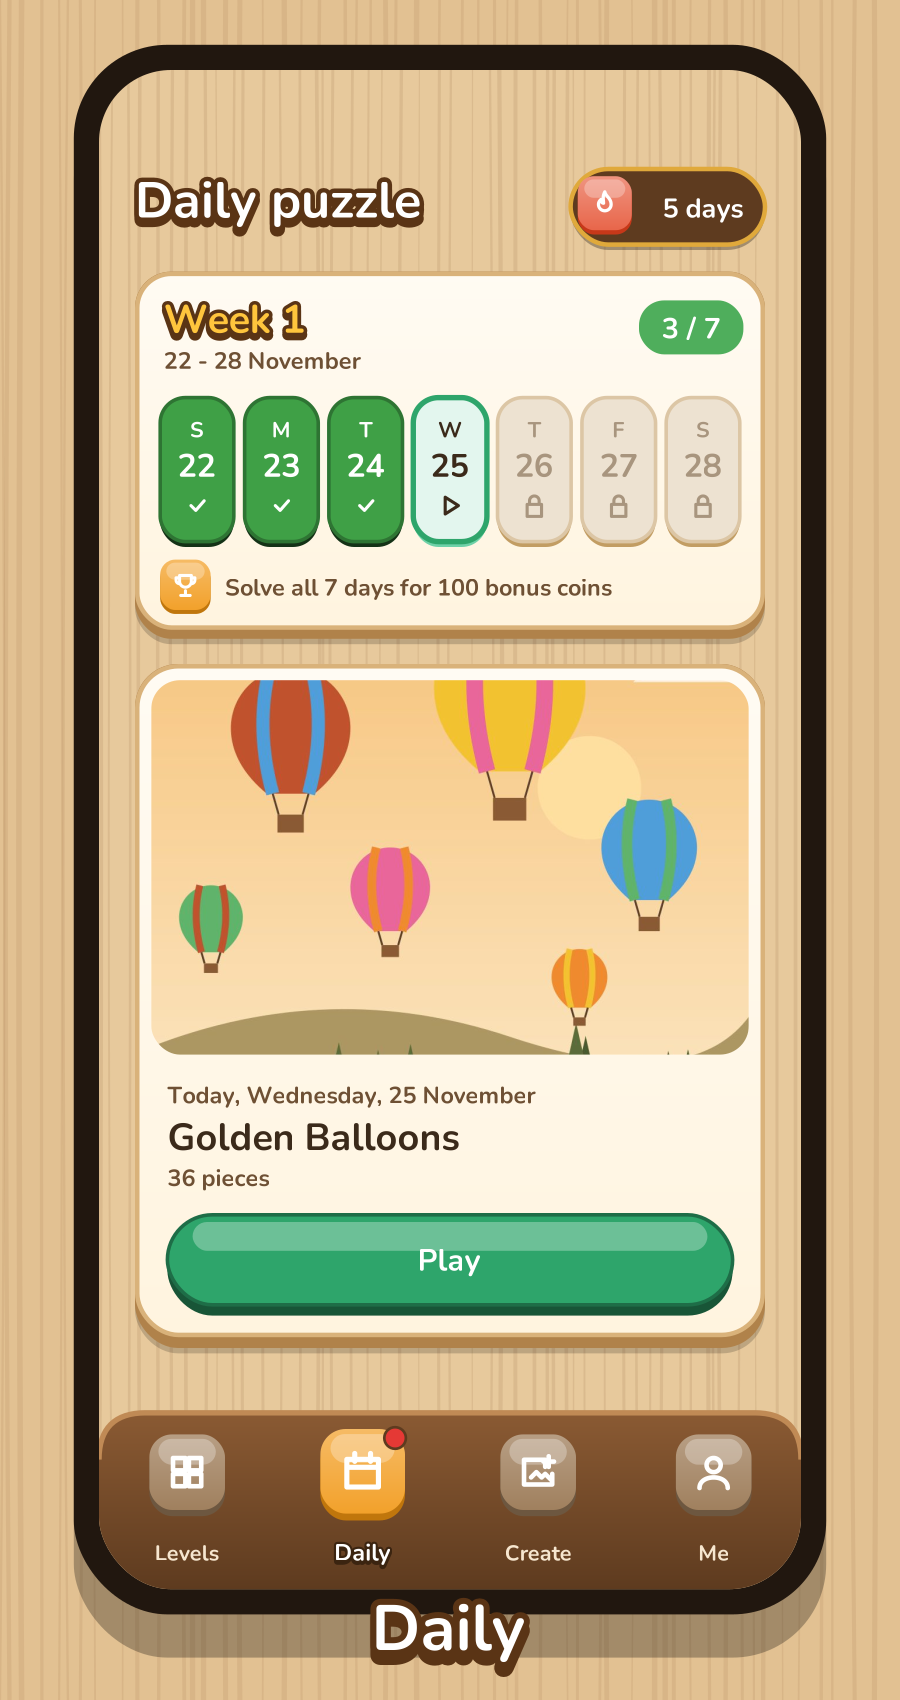 Daily puzzle
5 days
Week 1
3 / 7
22 - 28 November
S M T W T F S
22 23 24 25 26 27 28
Solve all 7 days for 100 bonus coins
Today, Wednesday, 25 November
Golden Balloons
36 pieces
Play
Levels Daily Create Me
Daily